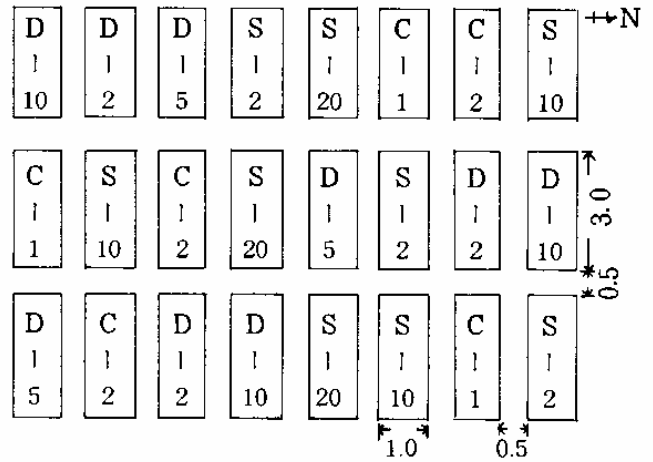 D D D S S C C S N
| | | | | | | |
10 2 5 2 20 1 2 10
C S C S D S D D
| | | | | | | |
1 10 2 20 5 2 2 10
3.0
0.5
D C D D S S C S
| | | | | | | |
5 2 2 10 20 10 1 2
1.0 0.5